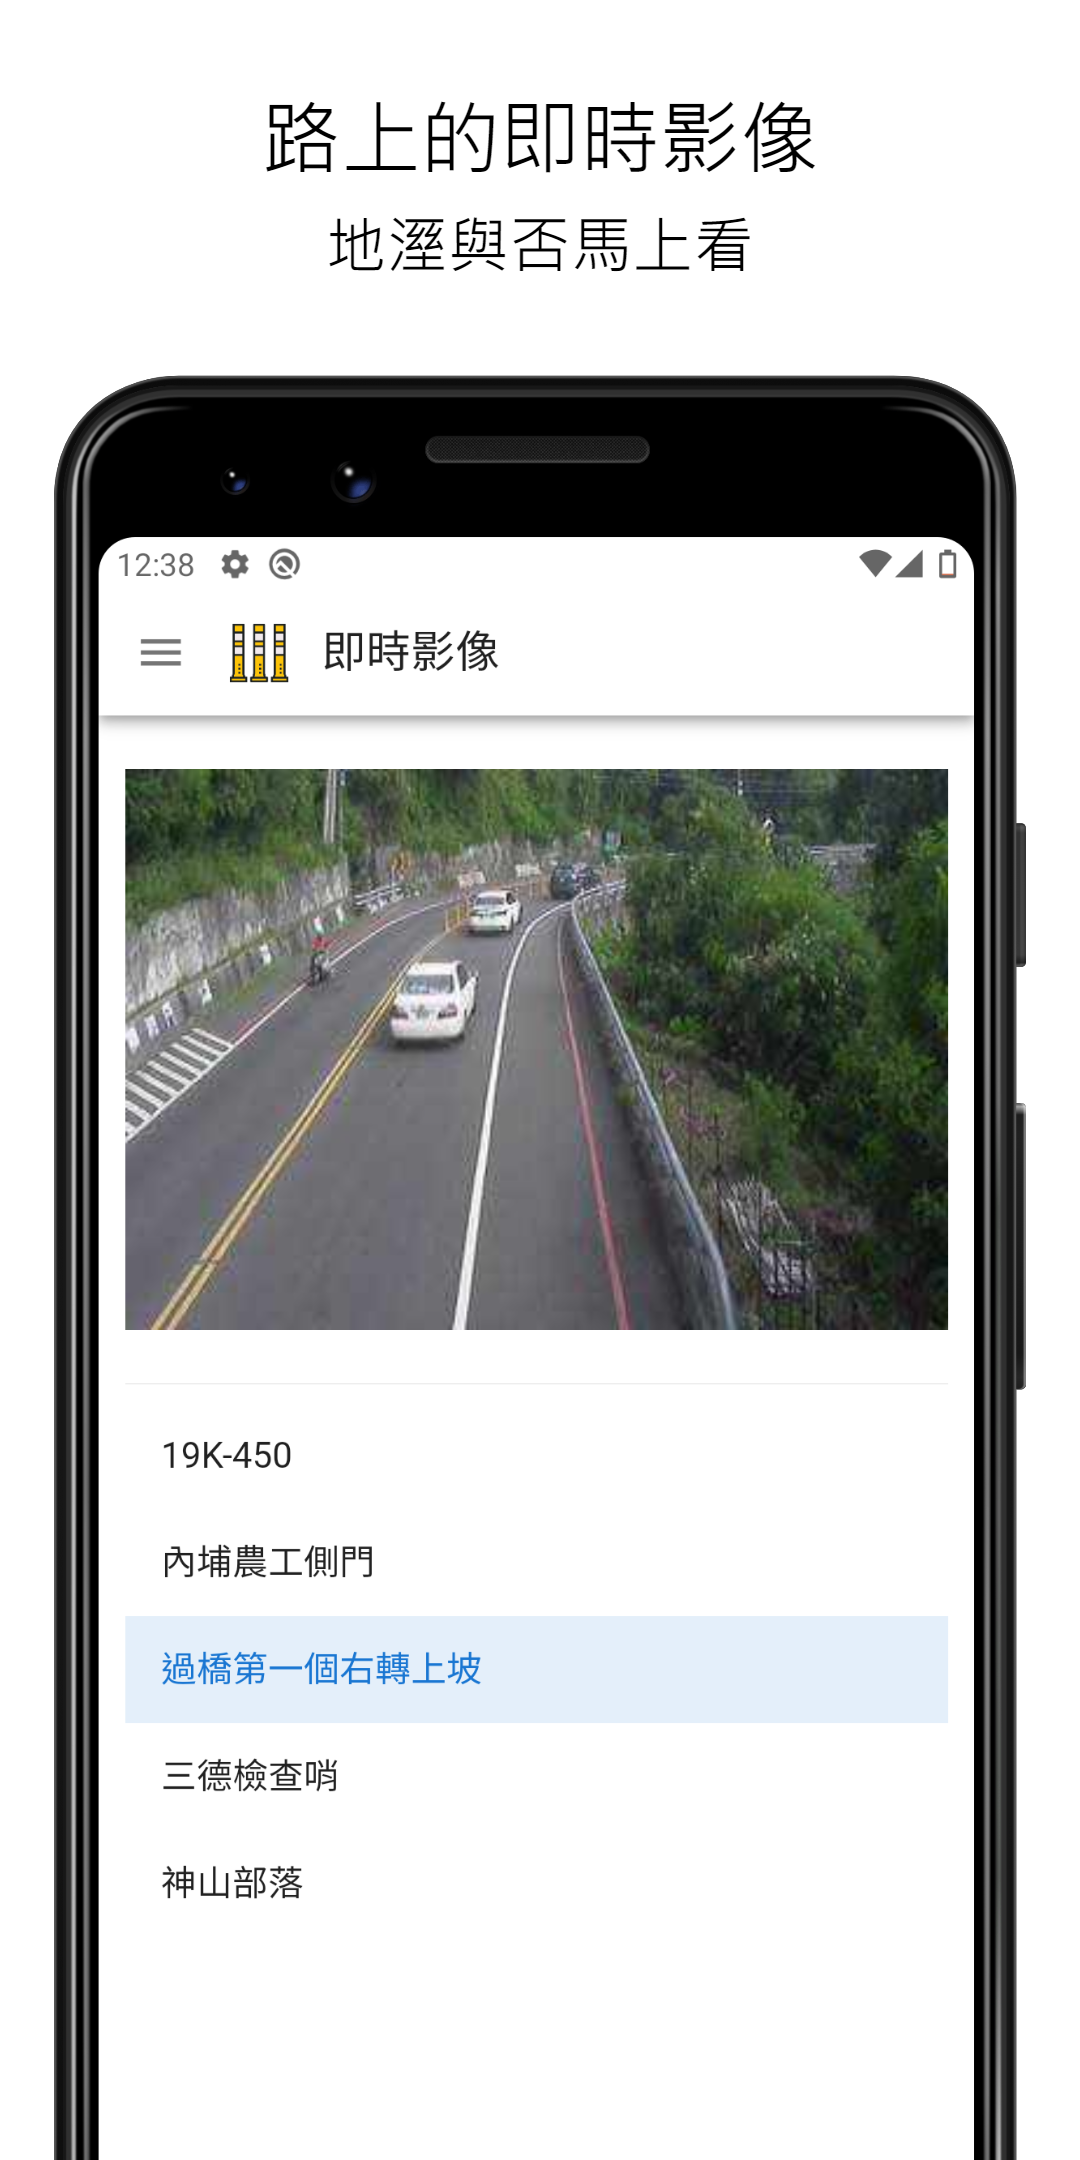 路上的即時影像
地溼與否馬上看
12:38
即時影像
19K-450
內埔農工側門
過橋第一個右轉上坡
三德檢查哨
神山部落